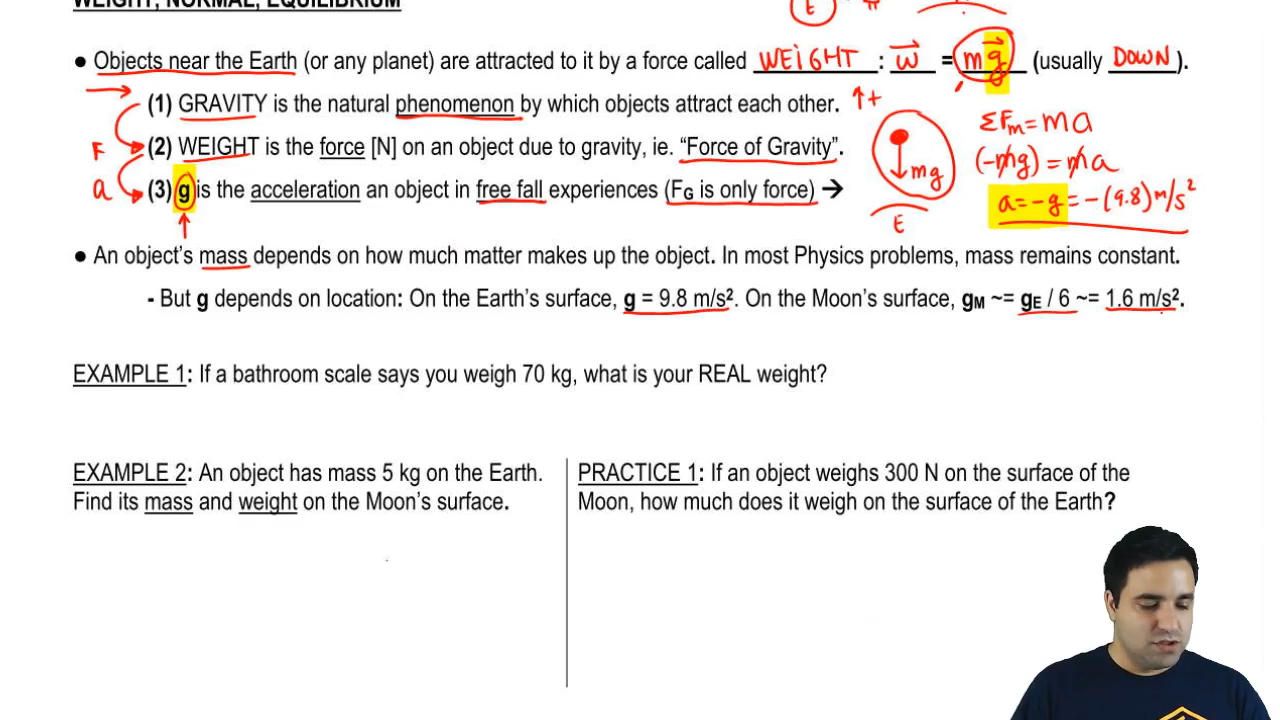 WEIGHT, NORMAL, EQUILIBRIUM
E
● Objects near the Earth (or any planet) are attracted to it by a force called WEIGHT : w = mg (usually DOWN ).
(1) GRAVITY is the natural phenomenon by which objects attract each other. ↑+
ΣFm = ma
F (2) WEIGHT is the force [N] on an object due to gravity, ie. “Force of Gravity”.
mg
(-mg) = ma
a (3) g is the acceleration an object in free fall experiences (FG is only force) →
E
a = -g = -(9.8) m/s²
● An object’s mass depends on how much matter makes up the object. In most Physics problems, mass remains constant.
- But g depends on location: On the Earth’s surface, g = 9.8 m/s². On the Moon’s surface, gM ~= gE / 6 ~= 1.6 m/s².
EXAMPLE 1: If a bathroom scale says you weigh 70 kg, what is your REAL weight?
EXAMPLE 2: An object has mass 5 kg on the Earth.
Find its mass and weight on the Moon’s surface.
PRACTICE 1: If an object weighs 300 N on the surface of the
Moon, how much does it weigh on the surface of the Earth?